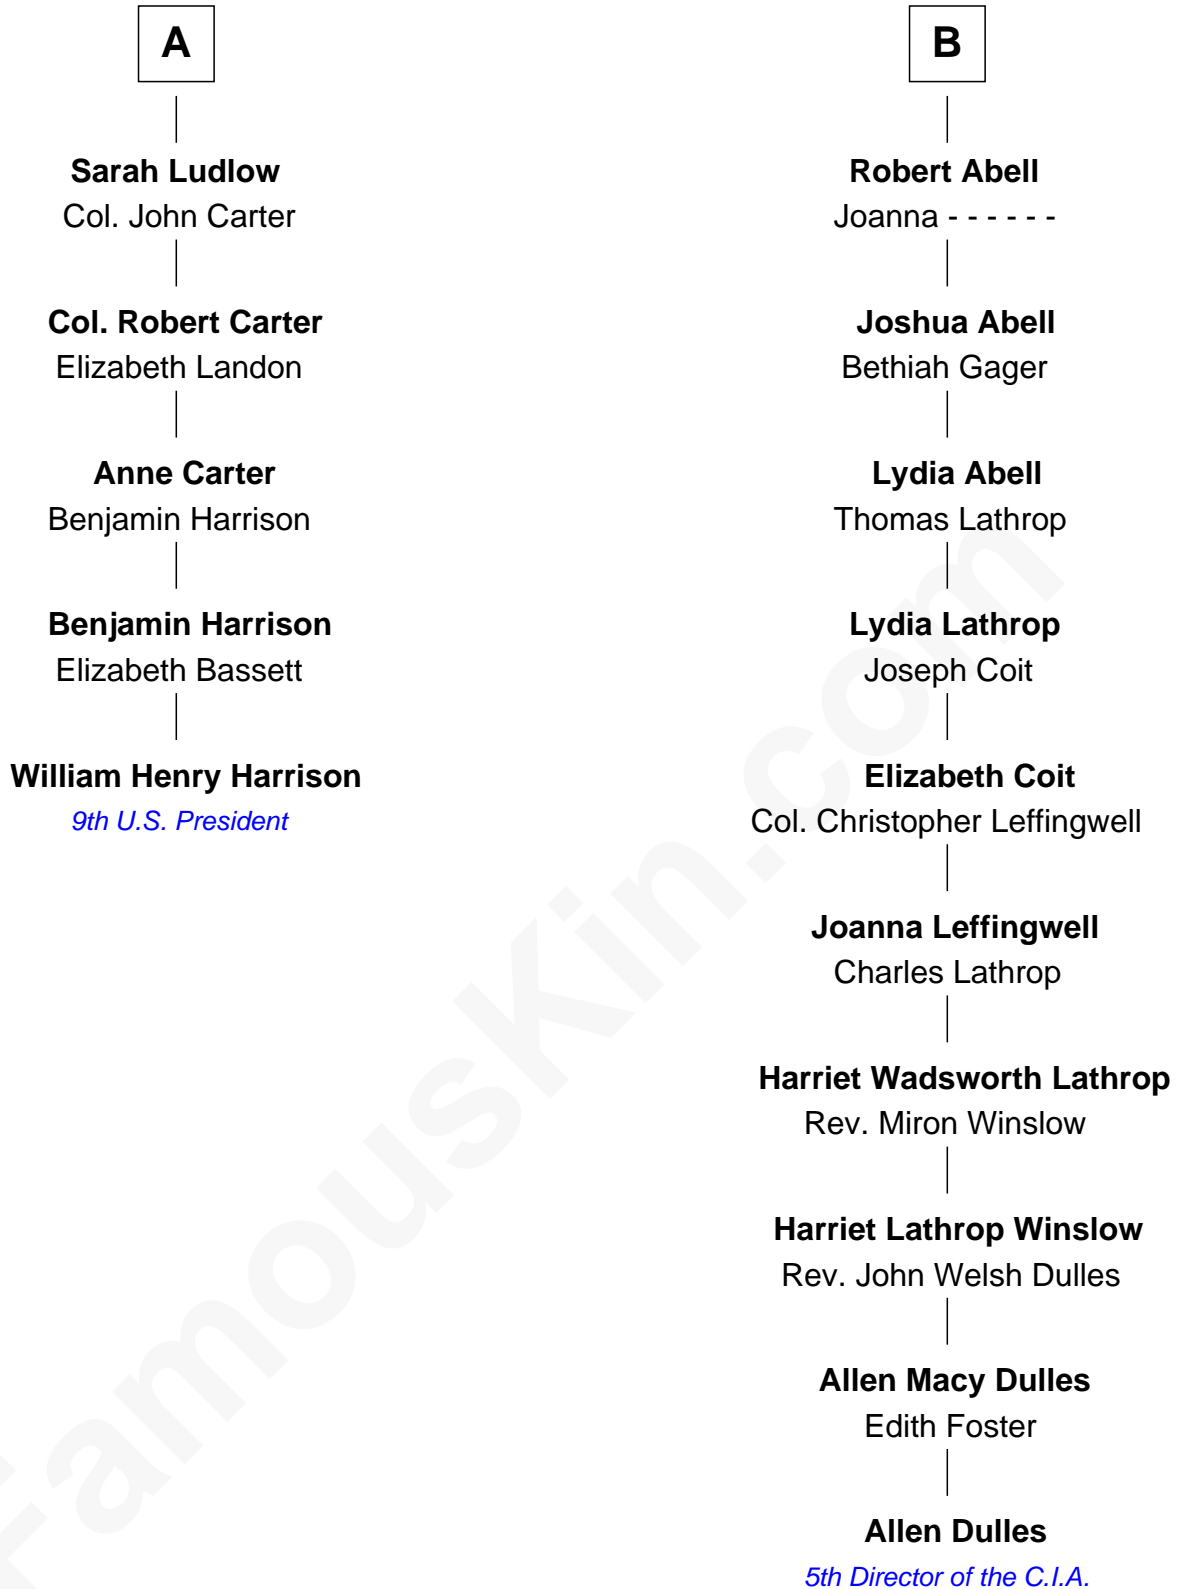 A
Sarah Ludlow
Col. John Carter
Col. Robert Carter
Elizabeth Landon
Anne Carter
Benjamin Harrison
Benjamin Harrison
Elizabeth Bassett
William Henry Harrison
9th U.S. President
B
Robert Abell
Joanna - - - - - -
Joshua Abell
Bethiah Gager
Lydia Abell
Thomas Lathrop
Lydia Lathrop
Joseph Coit
Elizabeth Coit
Col. Christopher Leffingwell
Joanna Leffingwell
Charles Lathrop
Harriet Wadsworth Lathrop
Rev. Miron Winslow
Harriet Lathrop Winslow
Rev. John Welsh Dulles
Allen Macy Dulles
Edith Foster
Allen Dulles
5th Director of the C.I.A.
FamousKin.com